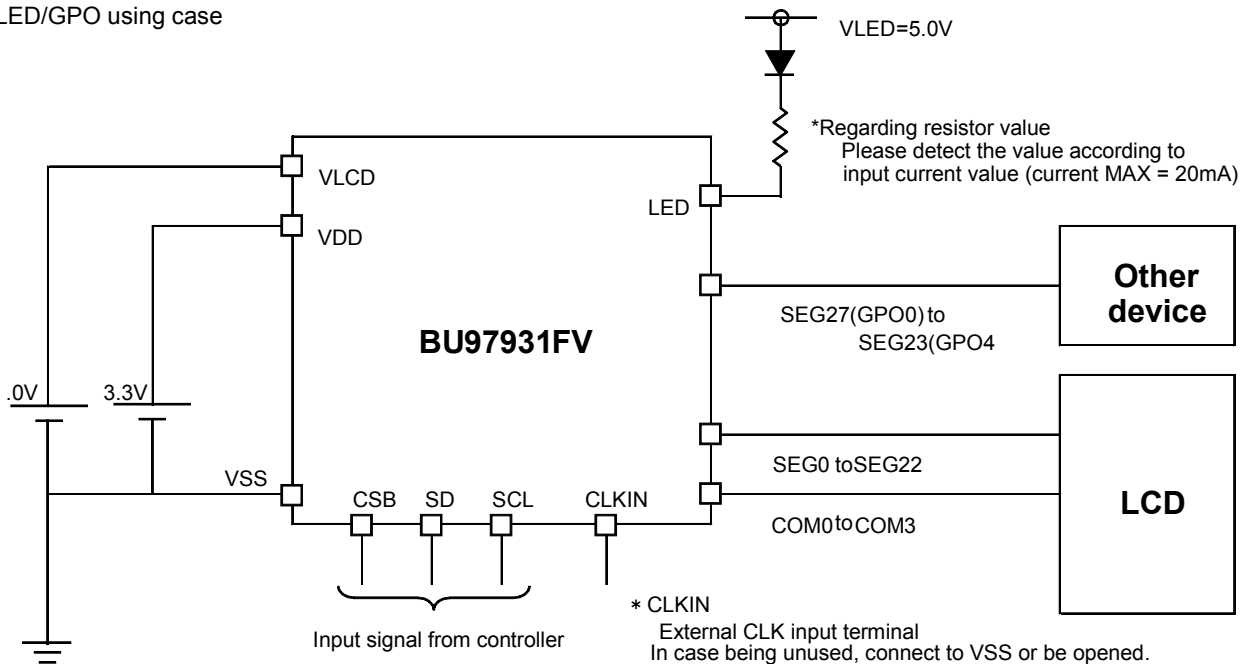 LED/GPO using case
VLED=5.0V
*Regarding resistor value
Please detect the value according to
input current value (current MAX = 20mA)
VLCD
LED
VDD
Other
device
SEG27(GPO0) to
SEG23(GPO4
BU97931FV
.0V
3.3V
VSS
SEG0 toSEG22
CSB SD SCL CLKIN
LCD
COM0toCOM3
* CLKIN
Input signal from controller
External CLK input terminal
In case being unused, connect to VSS or be opened.